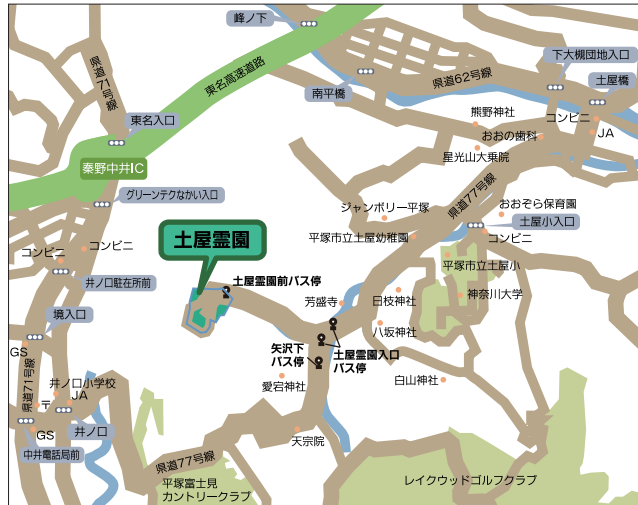 峰ノ下
下大槻団地入口
県道
71
号線
東名高速道路
県道62号線
土屋橋
南平橋
熊野神社
コンビニ
東名入口
おおの歯科
JA
星光山大乗院
秦野中井IC
県道77号線
グリーンテクなかい入口
ジャンボリー平塚
おおぞら保育園
土屋小入口
土屋霊園
平塚市立土屋幼稚園
コンビニ
コンビニ
コンビニ
平塚市立土屋小
井ノ口駐在所前
土屋霊園前バス停
日枝神社
神奈川大学
芳盛寺
境入口
八坂神社
GS
矢沢下
バス停
土屋霊園入口
バス停
県道71号線
井ノ口小学校
愛宕神社
白山神社
JA
〒
GS
井ノ口
天宗院
中井電話局前
県道77号線
平塚富士見
カントリークラブ
レイクウッドゴルフクラブ